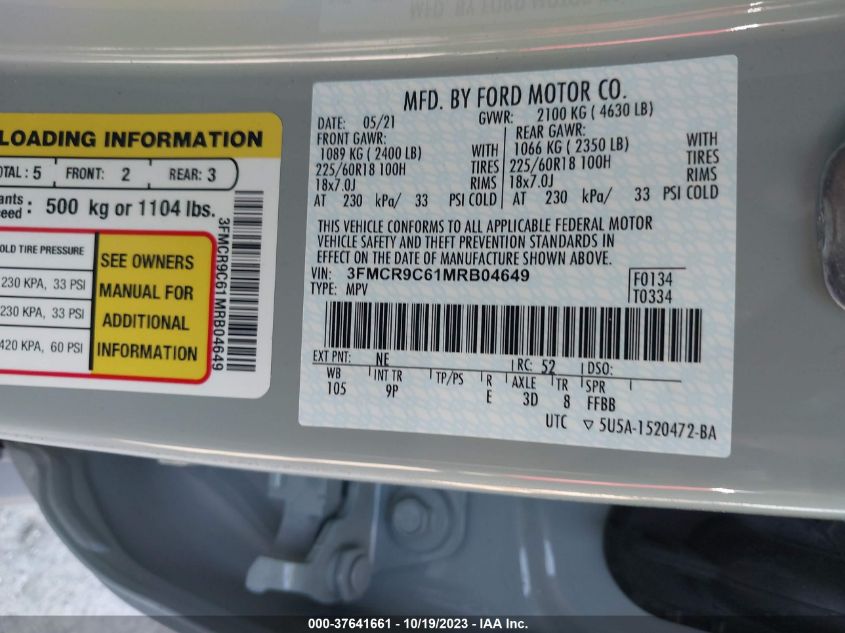 LOADING INFORMATION
TOTAL: 5 FRONT: 2 REAR: 3
500 kg or 1104 lbs.
TIRE PRESSURE
230 KPA, 33 PSI
230 KPA, 33 PSI
420 KPA, 60 PSI
SEE OWNERS
MANUAL FOR
ADDITIONAL
INFORMATION
3FMCR9C61MRB04649
MFD. BY FORD MOTOR CO.
DATE: 05/21 GVWR: 2100 KG ( 4630 LB)
FRONT GAWR: REAR GAWR:
1089 KG ( 2400 LB) WITH 1066 KG ( 2350 LB) WITH
225/60R18 100H TIRES 225/60R18 100H TIRES
18x7.0J RIMS 18x7.0J RIMS
AT 230 kPa/ 33 PSI COLD AT 230 kPa/ 33 PSI COLD
THIS VEHICLE CONFORMS TO ALL APPLICABLE FEDERAL MOTOR
VEHICLE SAFETY AND THEFT PREVENTION STANDARDS IN
EFFECT ON THE DATE OF MANUFACTURE SHOWN ABOVE.
VIN: 3FMCR9C61MRB04649 F0134
TYPE: MPV T0334
EXT PNT: NE RC: 52 DSO:
WB INT TR TP/PS R AXLE TR SPR
105 9P E 3D 8 FFBB
UTC ▽ 5U5A-1520472-BA
000-37641661 - 10/19/2023 - IAA Inc.